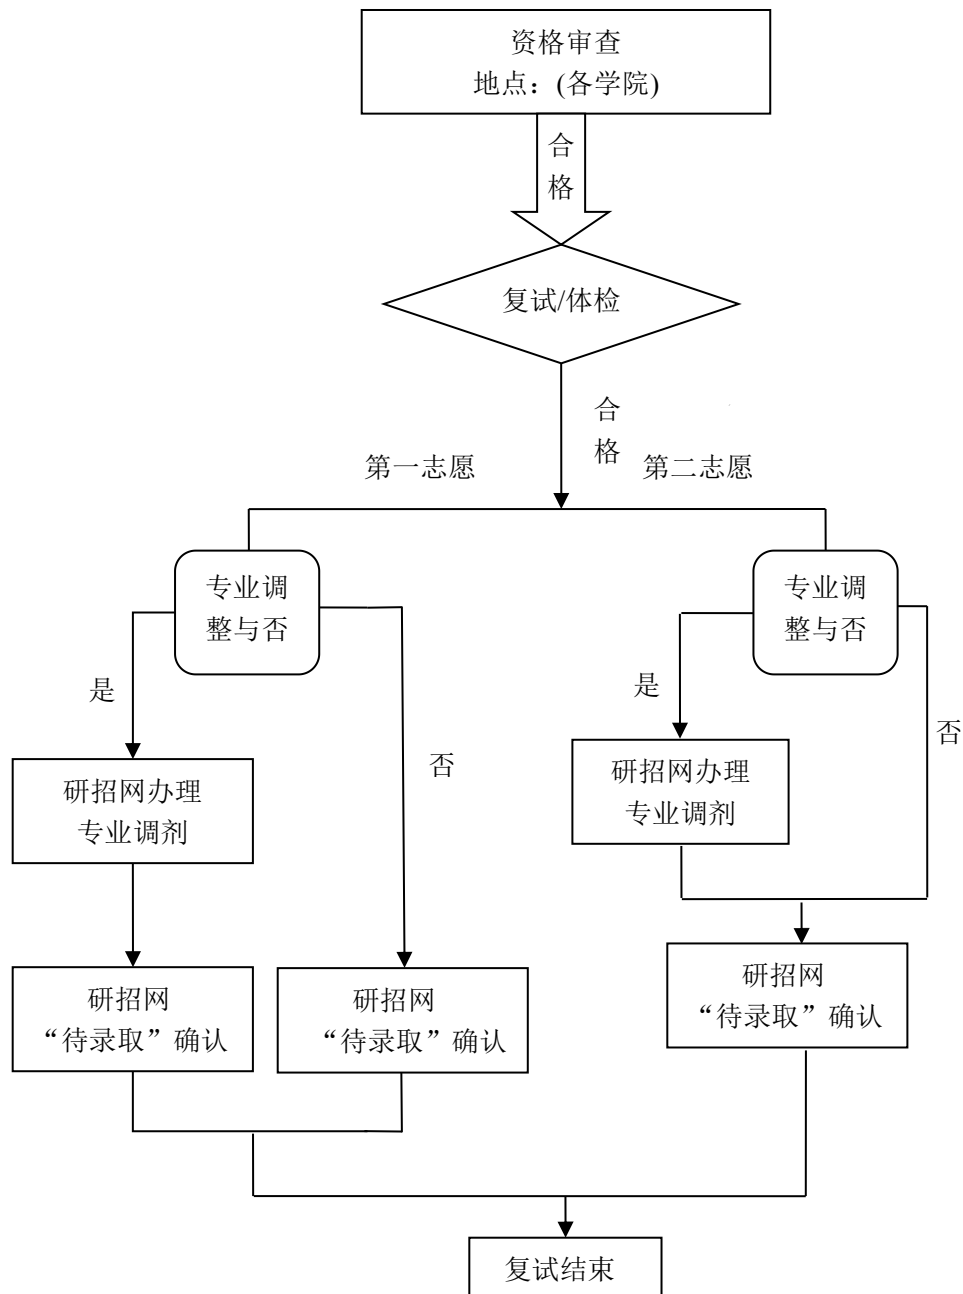 资格审查
地点：(各学院)
合
格
复试/体检
合
格
第一志愿
第二志愿
专业调
整与否
专业调
整与否
是
否
是
否
研招网办理
专业调剂
研招网办理
专业调剂
研招网
“待录取”确认
研招网
“待录取”确认
研招网
“待录取”确认
复试结束